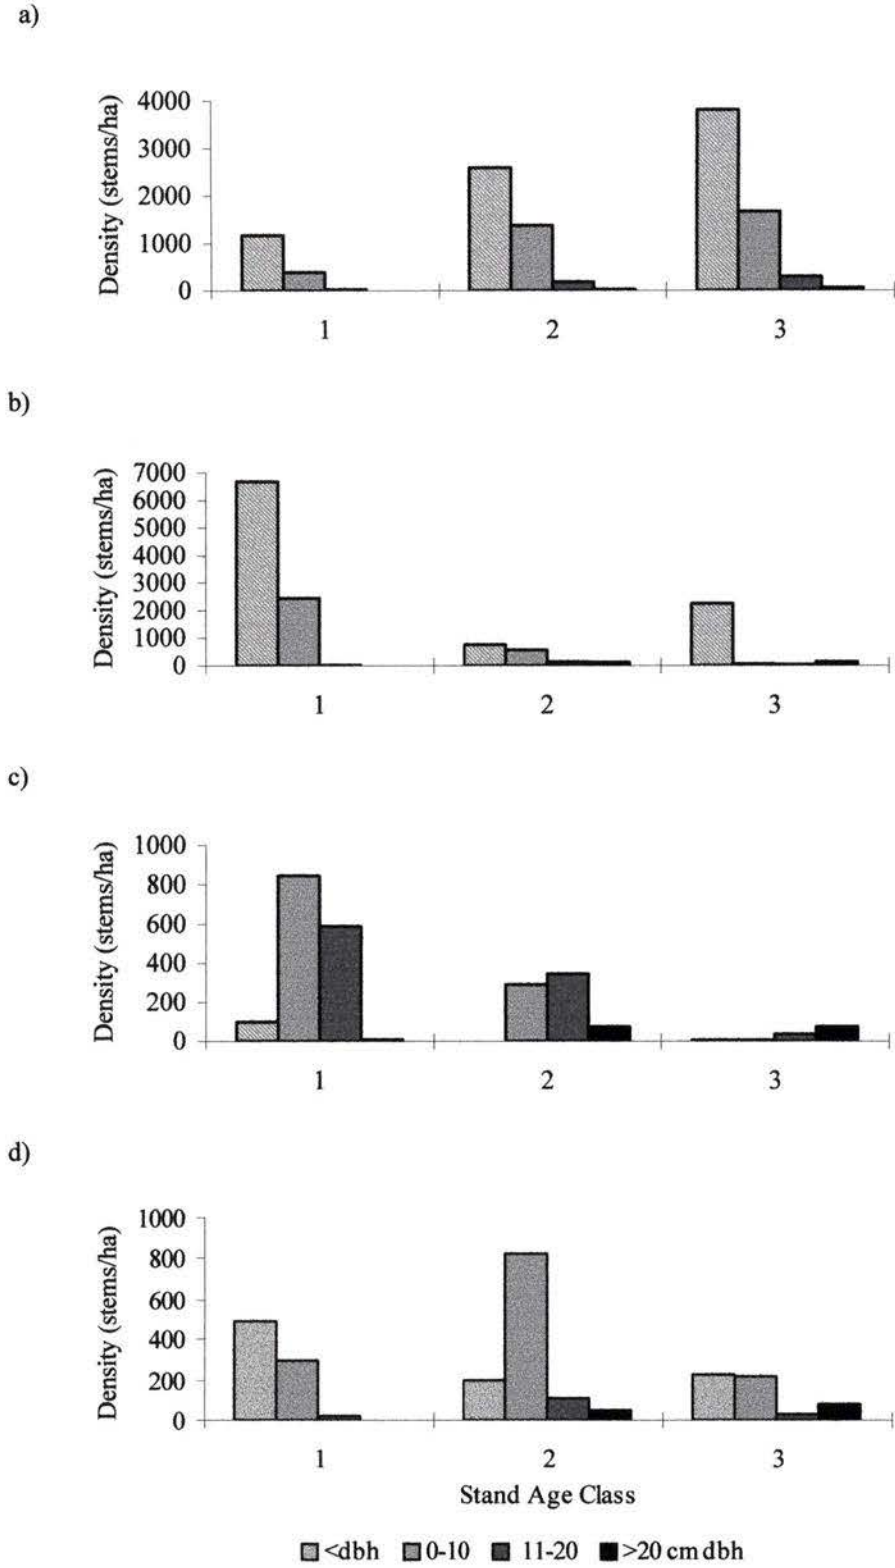 a)
Density (stems/ha)
4000
3000
2000
1000
0
1 2 3
b)
Density (stems/ha)
7000
6000
5000
4000
3000
2000
1000
0
1 2 3
c)
Density (stems/ha)
1000
800
600
400
200
0
1 2 3
d)
Density (stems/ha)
1000
800
600
400
200
0
1 2 3
Stand Age Class
<dbh 0-10 11-20 >20 cm dbh